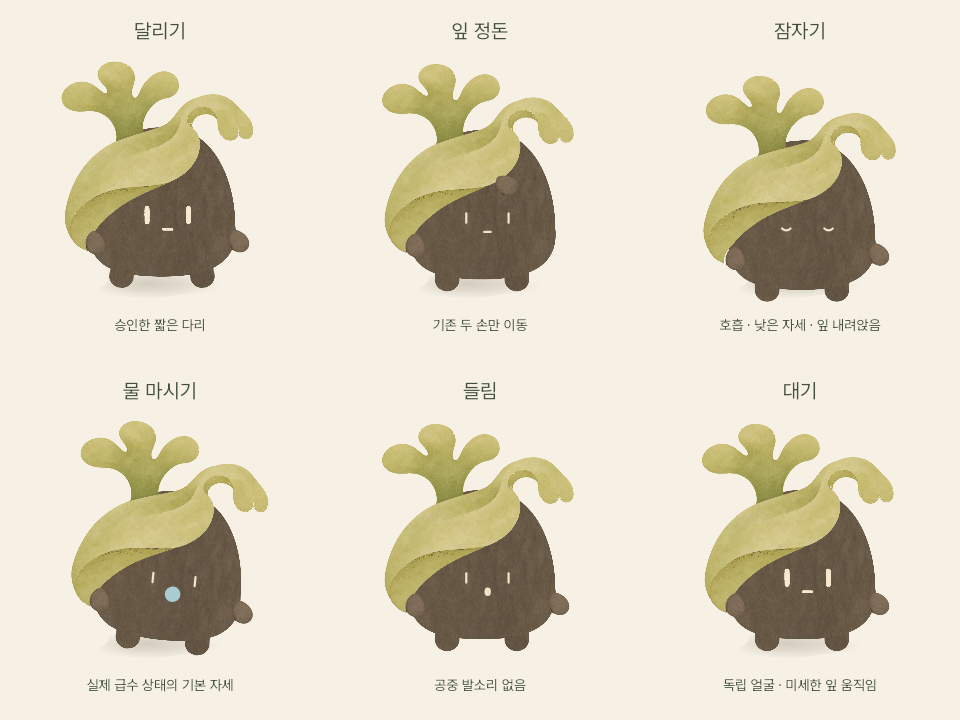 달리기
잎 정돈
잠자기
승인한 짧은 다리
기존 두 손만 이동
호흡 · 낮은 자세 · 잎 내려앉음
물 마시기
들림
대기
실제 급수 상태의 기본 자세
공중 발소리 없음
독립 얼굴 · 미세한 잎 움직임